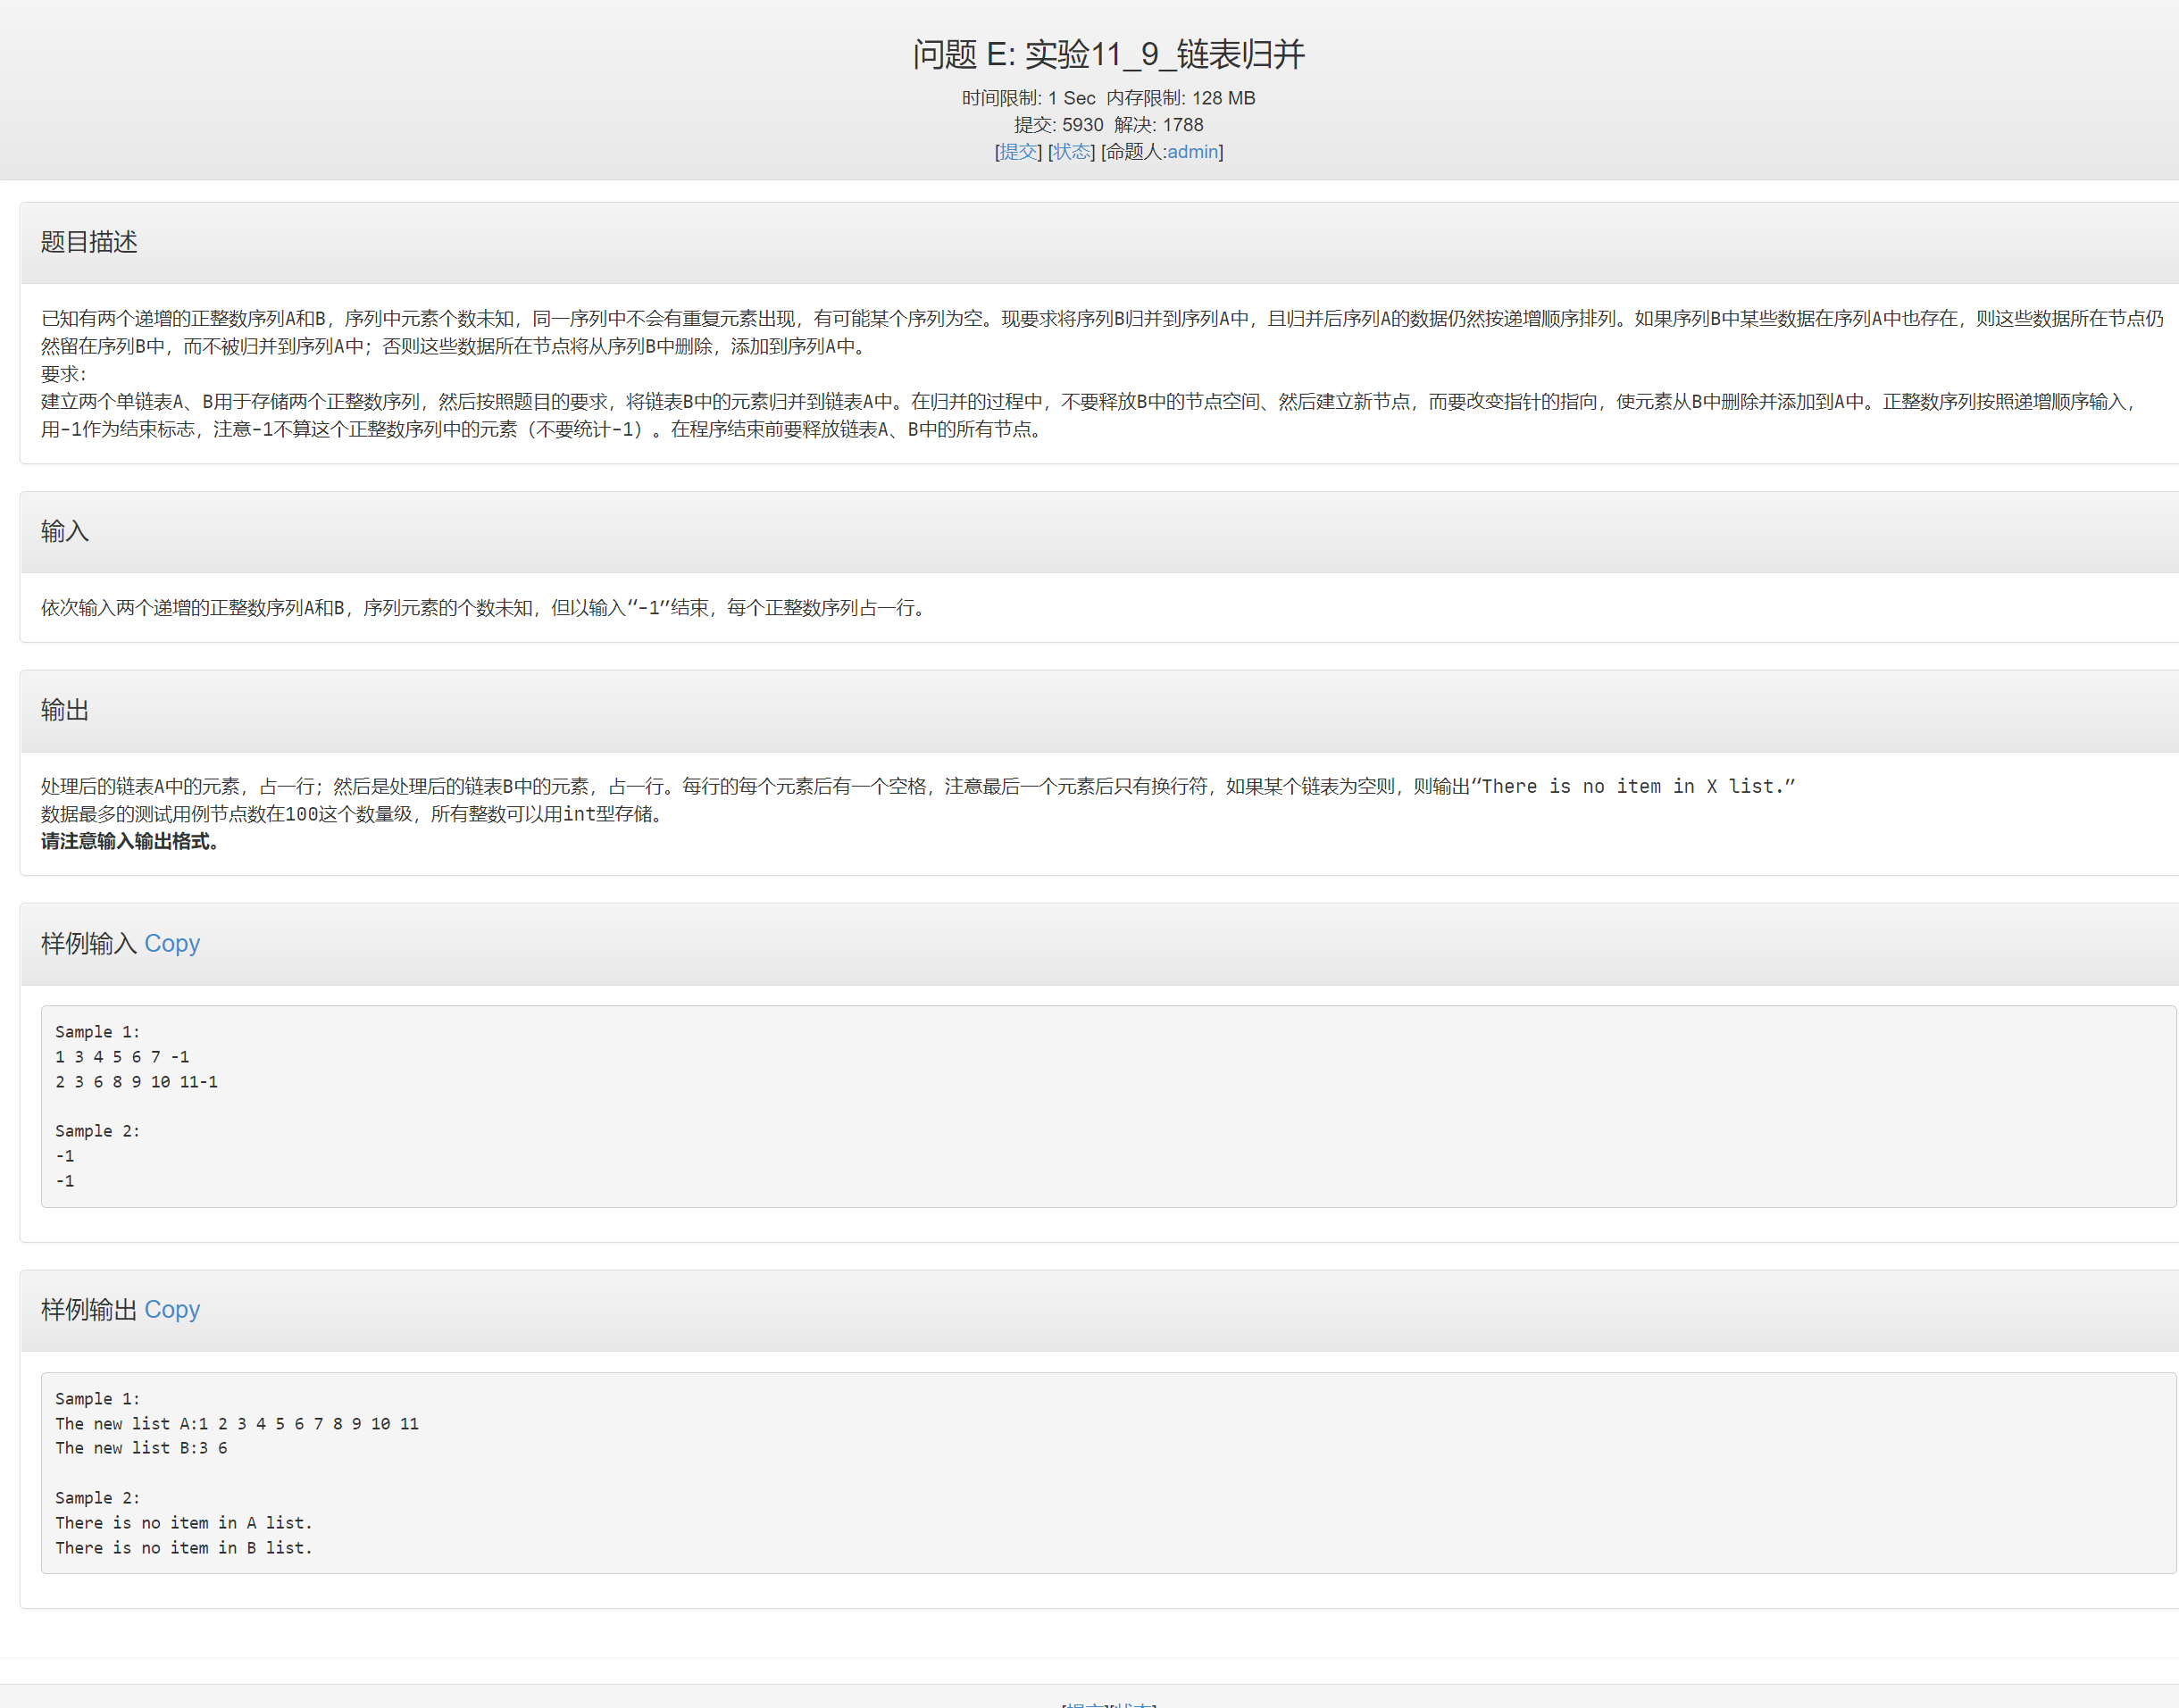 问题 E: 实验11_9_链表归并
时间限制: 1 Sec 内存限制: 128 MB
提交: 5930 解决: 1788
[提交] [状态] [命题人:admin]
题目描述
已知有两个递增的正整数序列A和B，序列中元素个数未知，同一序列中不会有重复元素出现，有可能某个序列为空。现要求将序列B归并到序列A中，且归并后序列A的数据仍然按递增顺序排列。如果序列B中某些数据在序列A中也存在，则这些数据所在节点仍
然留在序列B中，而不被归并到序列A中；否则这些数据所在节点将从序列B中删除，添加到序列A中。
要求：
建立两个单链表A、B用于存储两个正整数序列，然后按照题目的要求，将链表B中的元素归并到链表A中。在归并的过程中，不要释放B中的节点空间、然后建立新节点，而要改变指针的指向，使元素从B中删除并添加到A中。正整数序列按照递增顺序输入，
用-1作为结束标志，注意-1不算这个正整数序列中的元素（不要统计-1）。在程序结束前要释放链表A、B中的所有节点。
输入
依次输入两个递增的正整数序列A和B，序列元素的个数未知，但以输入“-1”结束，每个正整数序列占一行。
输出
处理后的链表A中的元素，占一行；然后是处理后的链表B中的元素，占一行。每行的每个元素后有一个空格，注意最后一个元素后只有换行符，如果某个链表为空则，则输出“There is no item in X list.”
数据最多的测试用例节点数在100这个数量级，所有整数可以用int型存储。
请注意输入输出格式。
样例输入 Copy
Sample 1:
1 3 4 5 6 7 -1
2 3 6 8 9 10 11-1
Sample 2:
-1
-1
样例输出 Copy
Sample 1:
The new list A:1 2 3 4 5 6 7 8 9 10 11
The new list B:3 6
Sample 2:
There is no item in A list.
There is no item in B list.
[提交][状态]